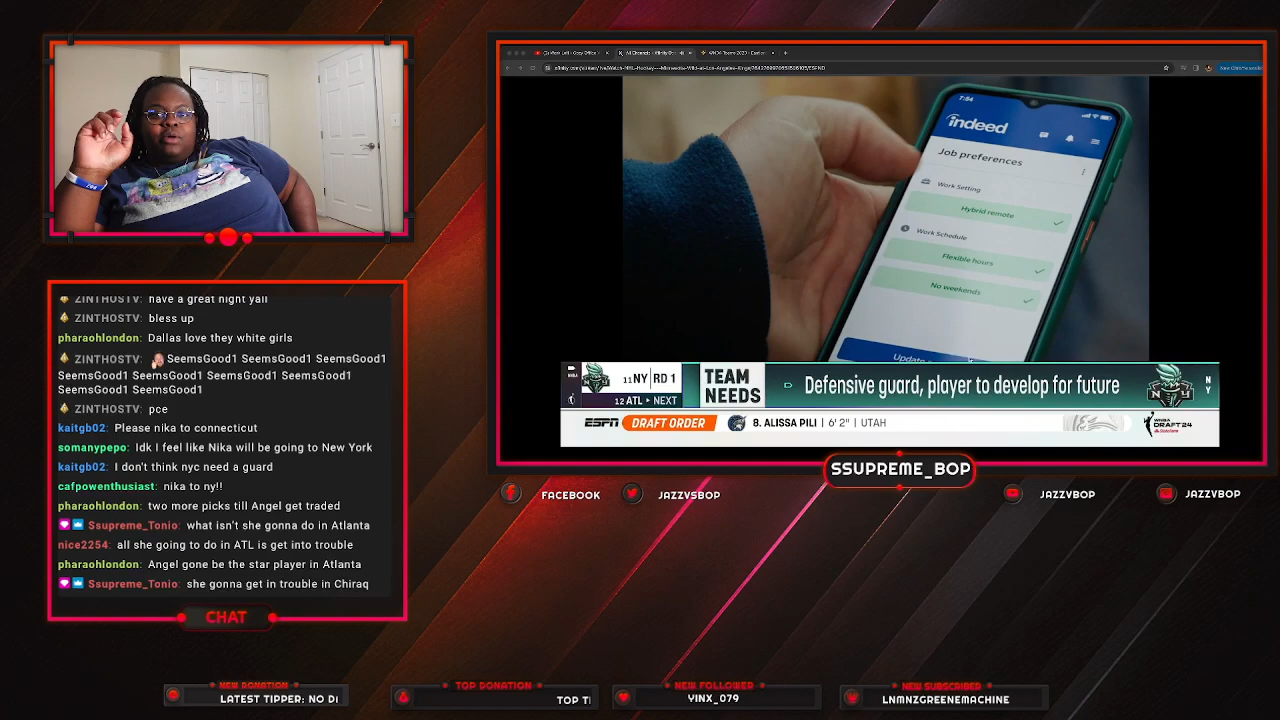 ZINTHOSTV: have a great night yall
ZINTHOSTV: bless up
pharaohlondon: Dallas love they white girls
ZINTHOSTV: SeemsGood1 SeemsGood1 SeemsGood1
SeemsGood1 SeemsGood1 SeemsGood1 SeemsGood1
SeemsGood1 SeemsGood1
ZINTHOSTV: pce
kaitgb02: Please nika to connecticut
somanypepo: Idk I feel like Nika will be going to New York
kaitgb02: I don't think nyc need a guard
cafpowenthusiast: nika to ny!!
pharaohlondon: two more picks till Angel get traded
Ssupreme_Tonio: what isn't she gonna do in Atlanta
nice2254: all she going to do in ATL is get into trouble
pharaohlondon: Angel gone be the star player in Atlanta
Ssupreme_Tonio: she gonna get in trouble in Chiraq
CHAT
7:54
indeed
Job preferences
Work Setting
Hybrid remote
Work Schedule
Flexible hours
No weekends
11 NY RD 1
12 ATL ▸ NEXT
TEAM
NEEDS
Defensive guard, player to develop for future
N
Y
ESPN DRAFT ORDER 8. ALISSA PILI | 6' 2" | UTAH
WNBA
DRAFT 24
SSUPREME_BOP
FACEBOOK
JAZZVSBOP
JAZZVBOP
JAZZVBOP
NEW DONATION
LATEST TIPPER: NO DI
TOP DONATION
TOP TI
NEW FOLLOWER
YINX_079
NEW SUBSCRIBER
LNMNZGREENEMACHINE